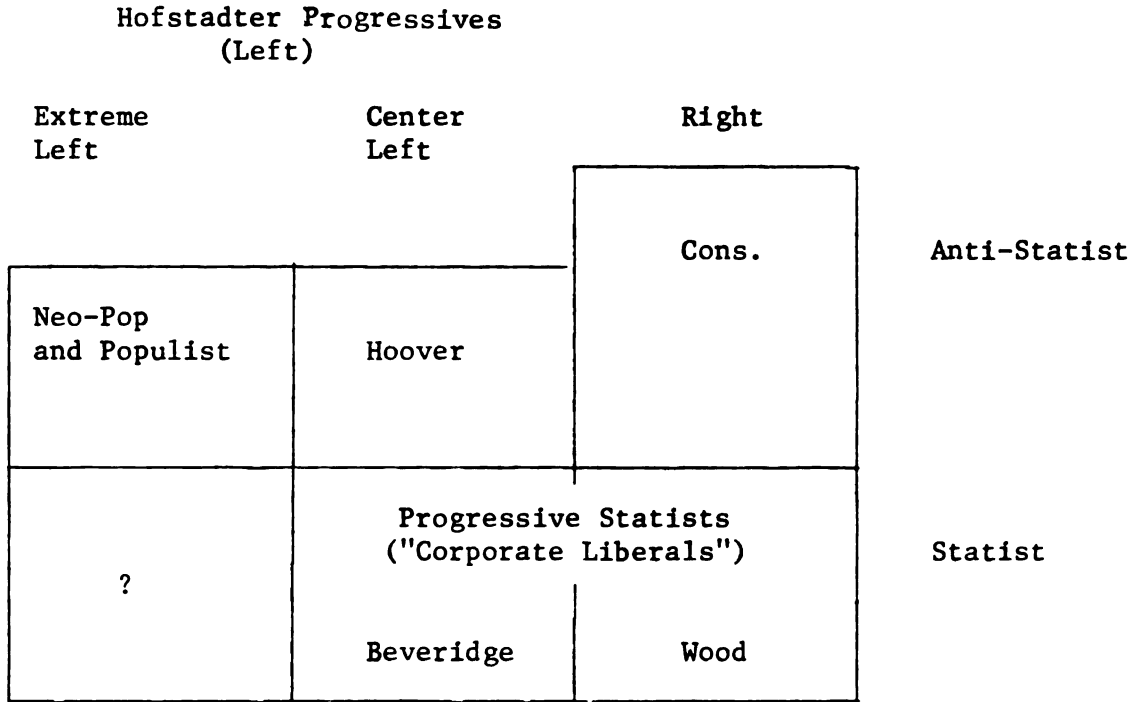 Hofstadter Progressives
(Left)
Extreme
Left
Center
Left
Right
Cons.
Anti-Statist
Neo-Pop
and Populist
Hoover
Progressive Statists
("Corporate Liberals")
Statist
?
Beveridge
Wood